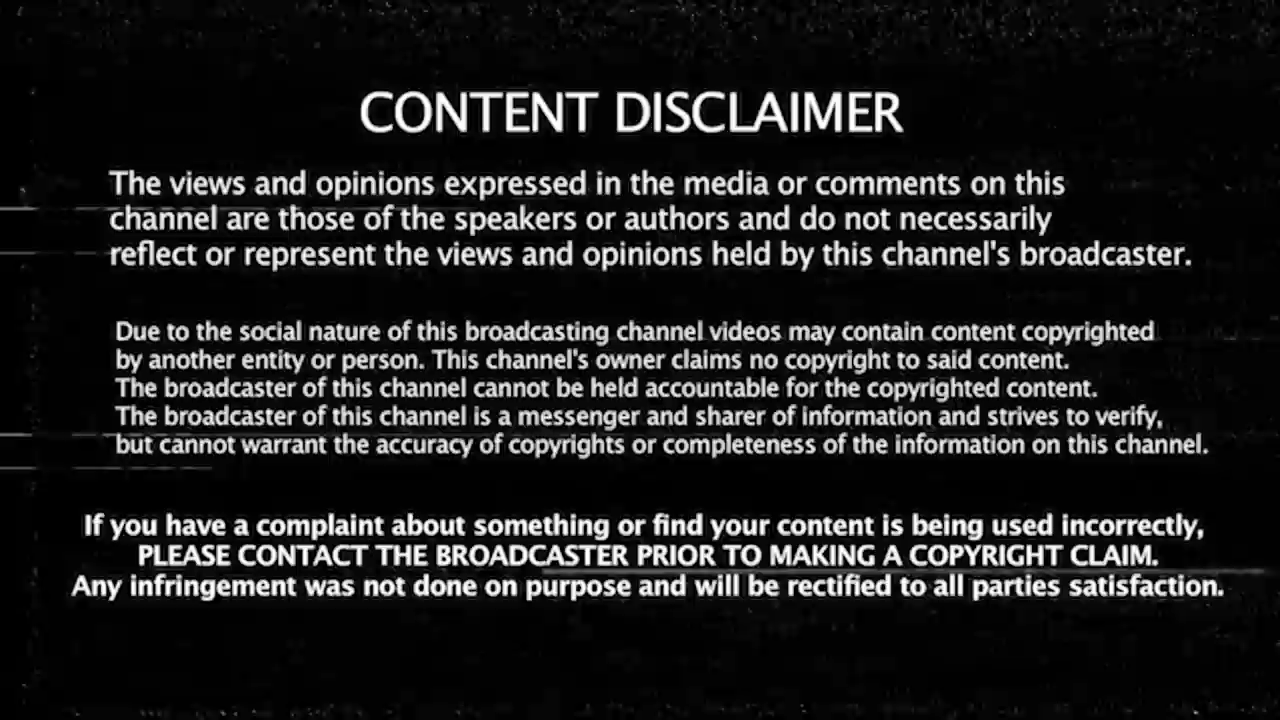 CONTENT DISCLAIMER
The views and opinions expressed in the media or comments on this
channel are those of the speakers or authors and do not necessarily
reflect or represent the views and opinions held by this channel's broadcaster.
Due to the social nature of this broadcasting channel videos may contain content copyrighted
by another entity or person. This channel's owner claims no copyright to said content.
The broadcaster of this channel cannot be held accountable for the copyrighted content.
The broadcaster of this channel is a messenger and sharer of information and strives to verify,
but cannot warrant the accuracy of copyrights or completeness of the information on this channel.
If you have a complaint about something or find your content is being used incorrectly,
PLEASE CONTACT THE BROADCASTER PRIOR TO MAKING A COPYRIGHT CLAIM.
Any infringement was not done on purpose and will be rectified to all parties satisfaction.